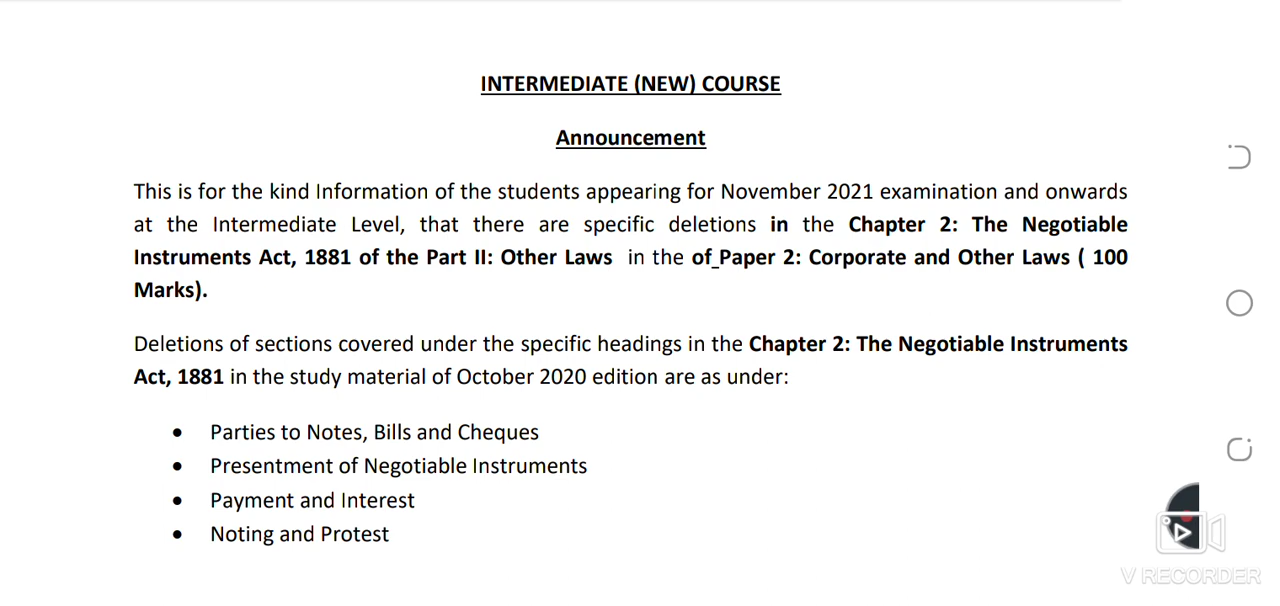 INTERMEDIATE (NEW) COURSE
Announcement
This is for the kind Information of the students appearing for November 2021 examination and onwards
at the Intermediate Level, that there are specific deletions in the Chapter 2: The Negotiable
Instruments Act, 1881 of the Part II: Other Laws in the of_Paper 2: Corporate and Other Laws ( 100
Marks).
Deletions of sections covered under the specific headings in the Chapter 2: The Negotiable Instruments
Act, 1881 in the study material of October 2020 edition are as under:
• Parties to Notes, Bills and Cheques
• Presentment of Negotiable Instruments
• Payment and Interest
• Noting and Protest
V RECORDER